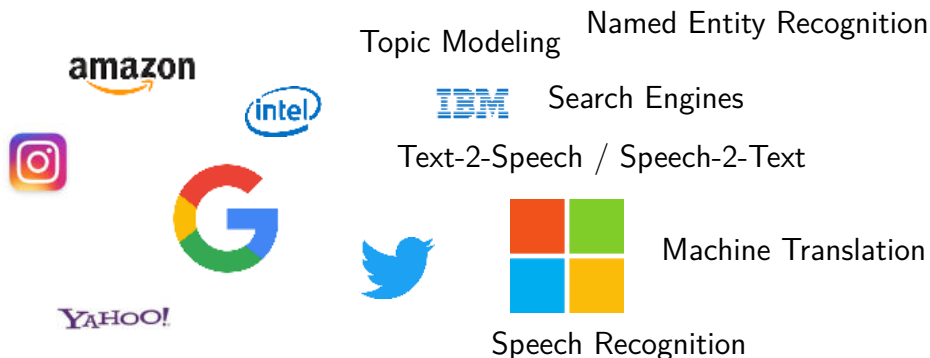 Named Entity Recognition
Topic Modeling
amazon
intel
IBM
Search Engines
Text-2-Speech / Speech-2-Text
Machine Translation
YAHOO!
Speech Recognition